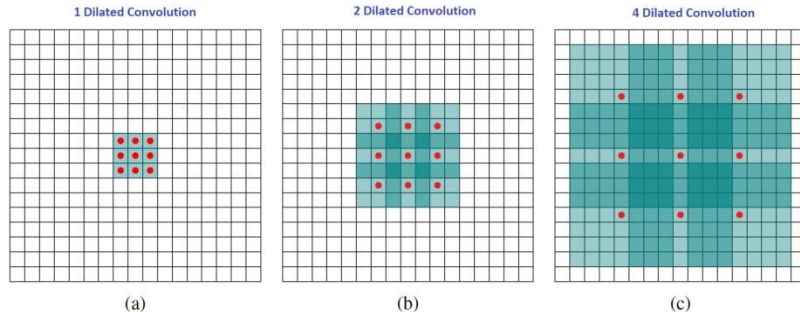 1 Dilated Convolution
2 Dilated Convolution
4 Dilated Convolution
(a)
(b)
(c)